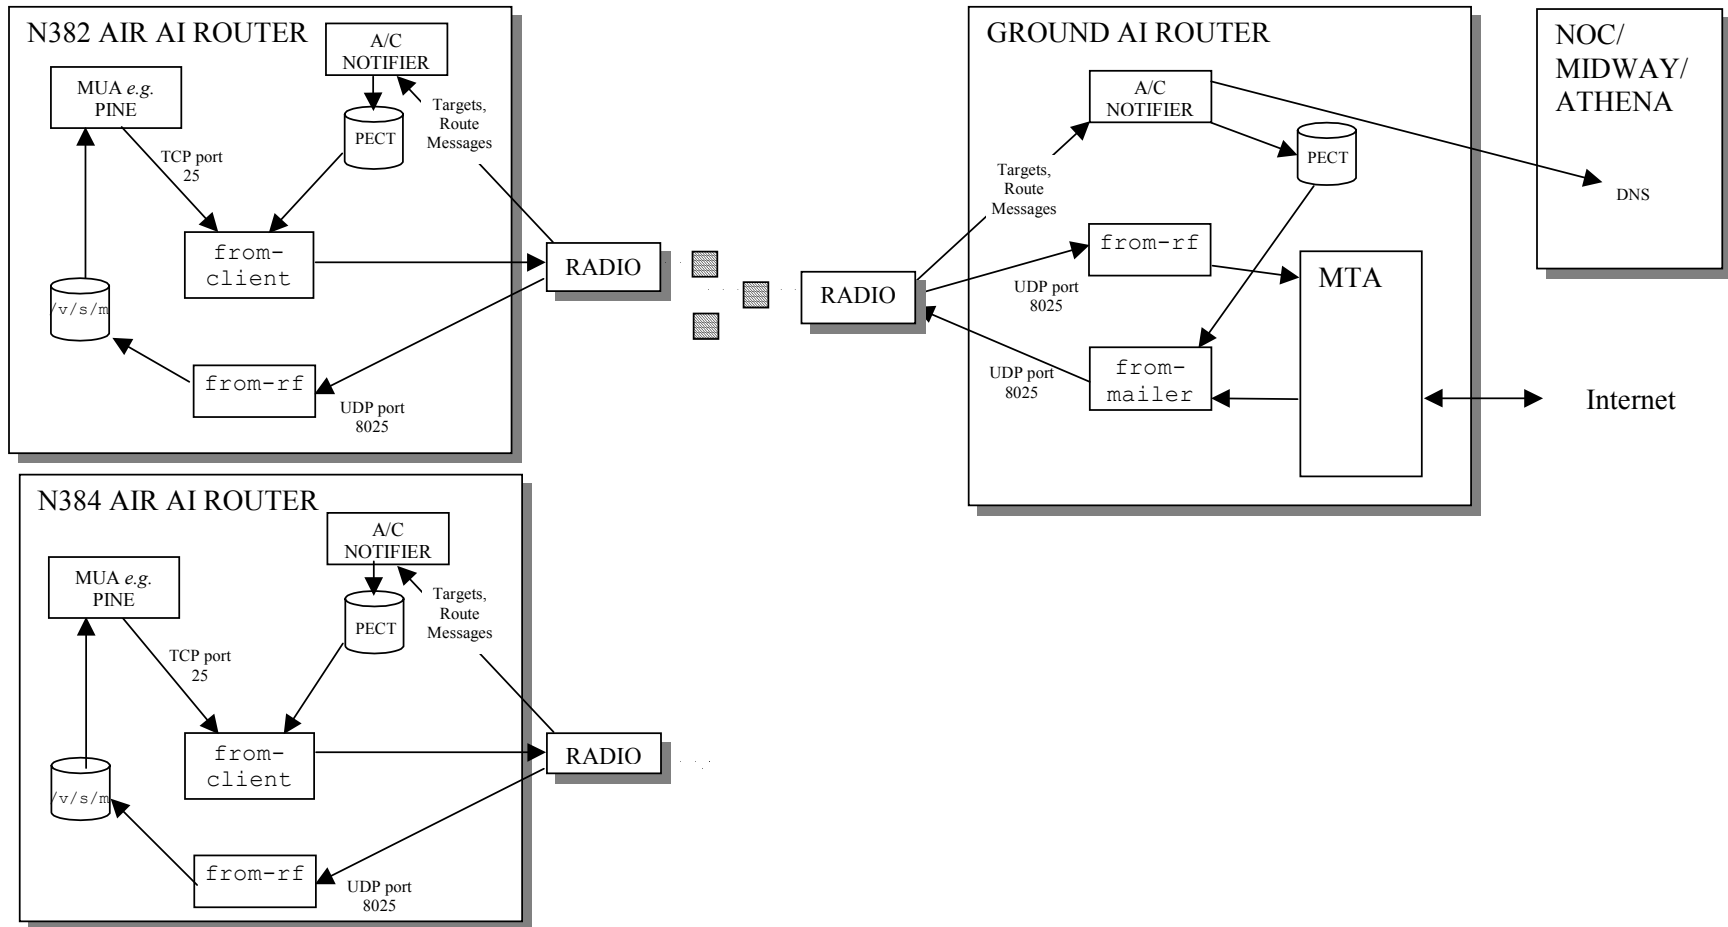 N382 AIR AI ROUTER
A/C
NOTIFIER
MUA e.g.
PINE
PECT
Targets,
Route
Messages
TCP port
25
from-
client
/v/s/m
from-rf
UDP port
8025
RADIO
N384 AIR AI ROUTER
A/C
NOTIFIER
MUA e.g.
PINE
PECT
Targets,
Route
Messages
TCP port
25
from-
client
/v/s/m
from-rf
UDP port
8025
RADIO
RADIO
GROUND AI ROUTER
A/C
NOTIFIER
PECT
Targets,
Route
Messages
from-rf
UDP port
8025
MTA
from-
mailer
UDP port
8025
NOC/
MIDWAY/
ATHENA
DNS
Internet